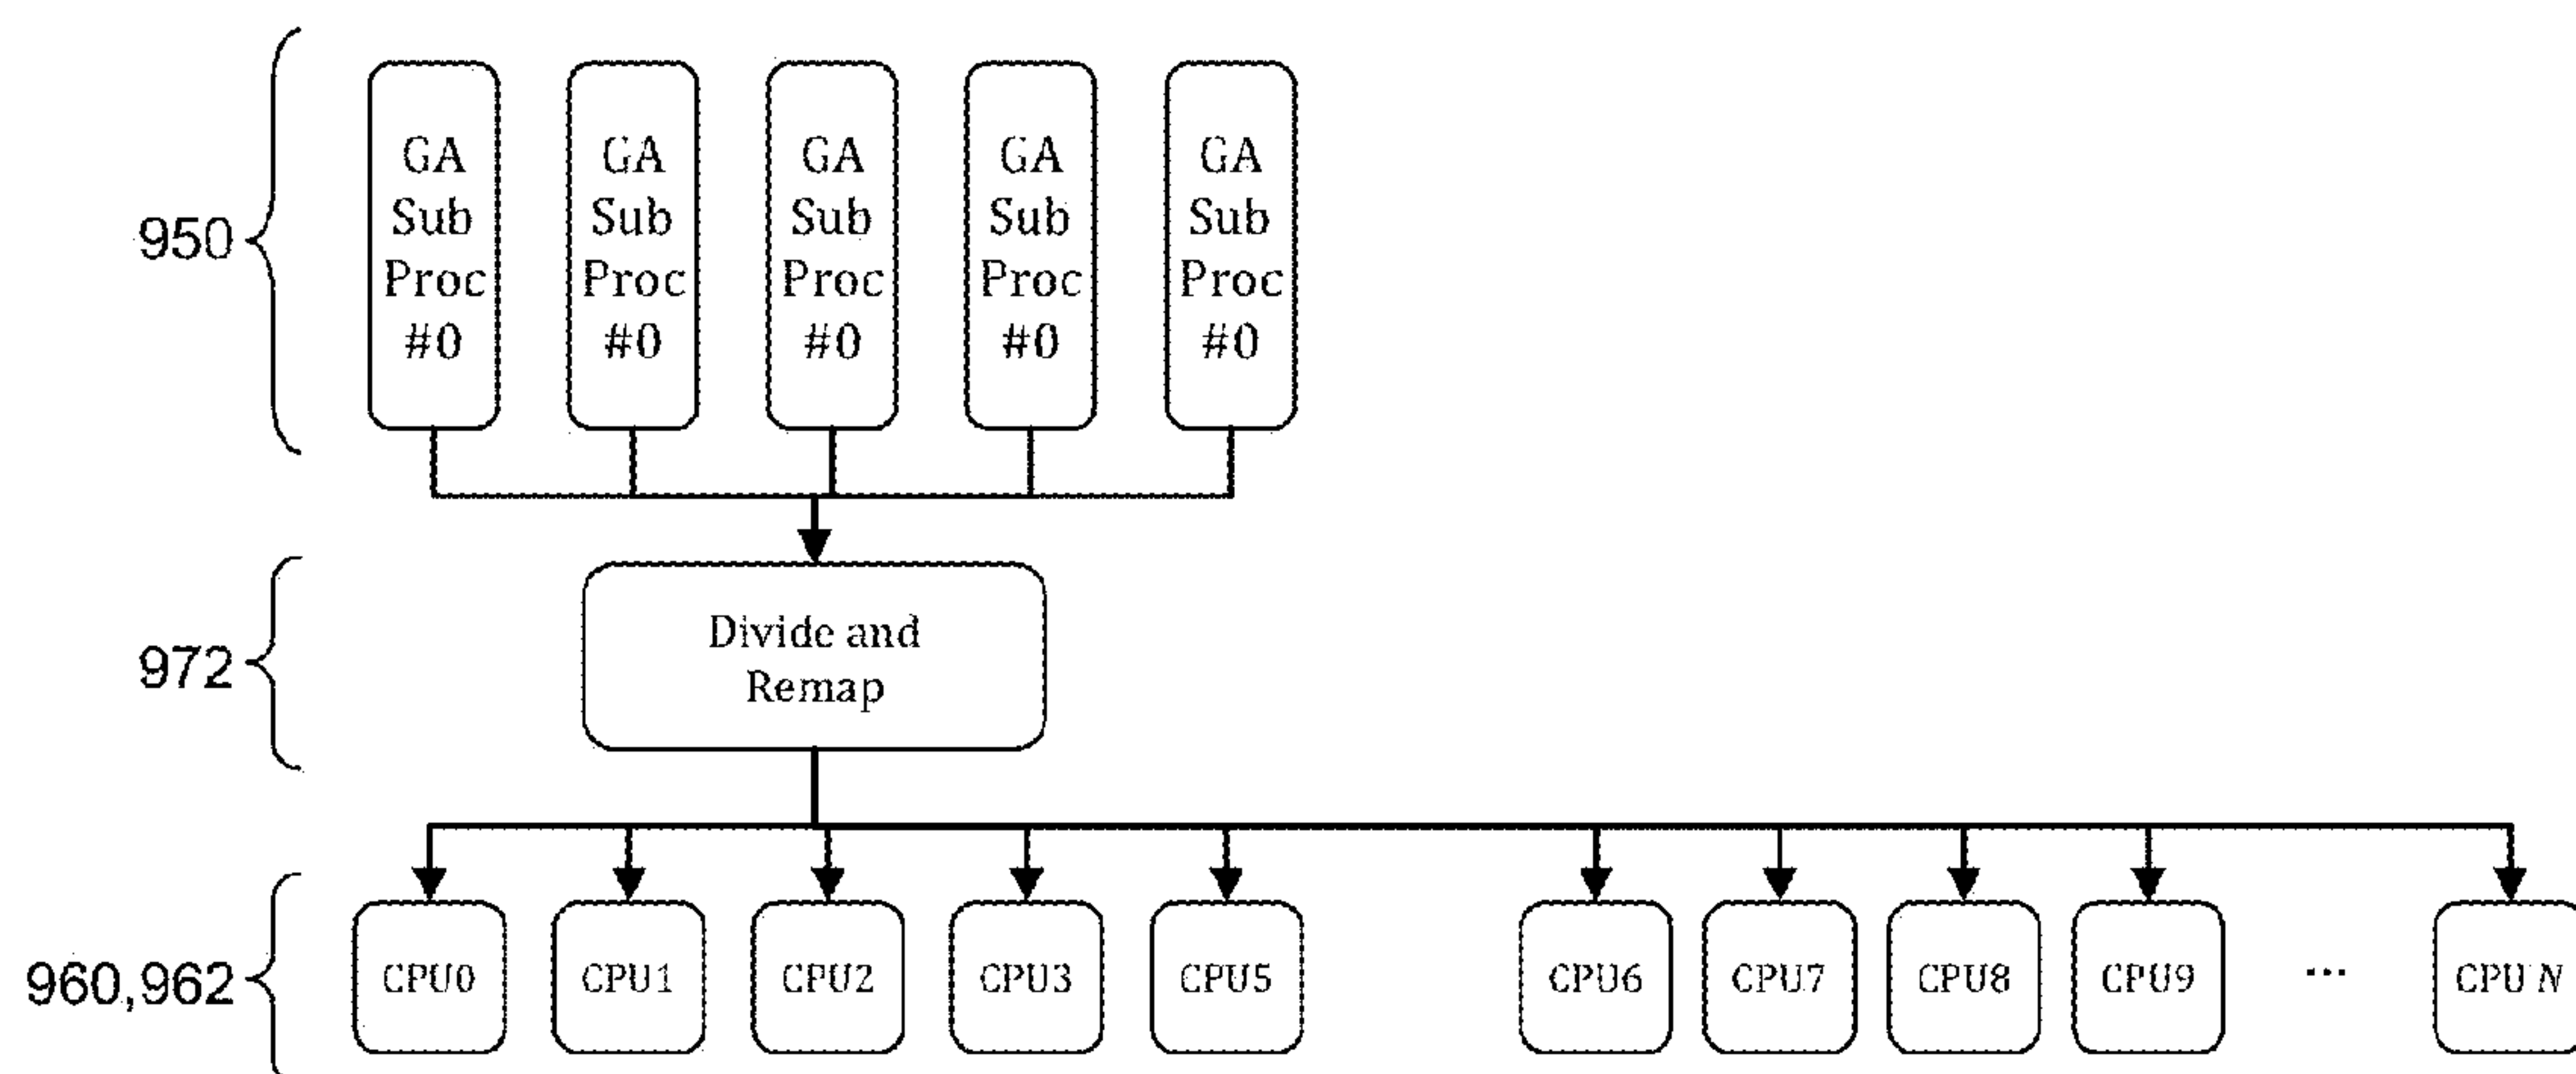 950
GA
Sub
Proc
#0
GA
Sub
Proc
#0
GA
Sub
Proc
#0
GA
Sub
Proc
#0
GA
Sub
Proc
#0
972
Divide and
Remap
960,962
CPU0
CPU1
CPU2
CPU3
CPU5
CPU6
CPU7
CPU8
CPU9
...
CPU N